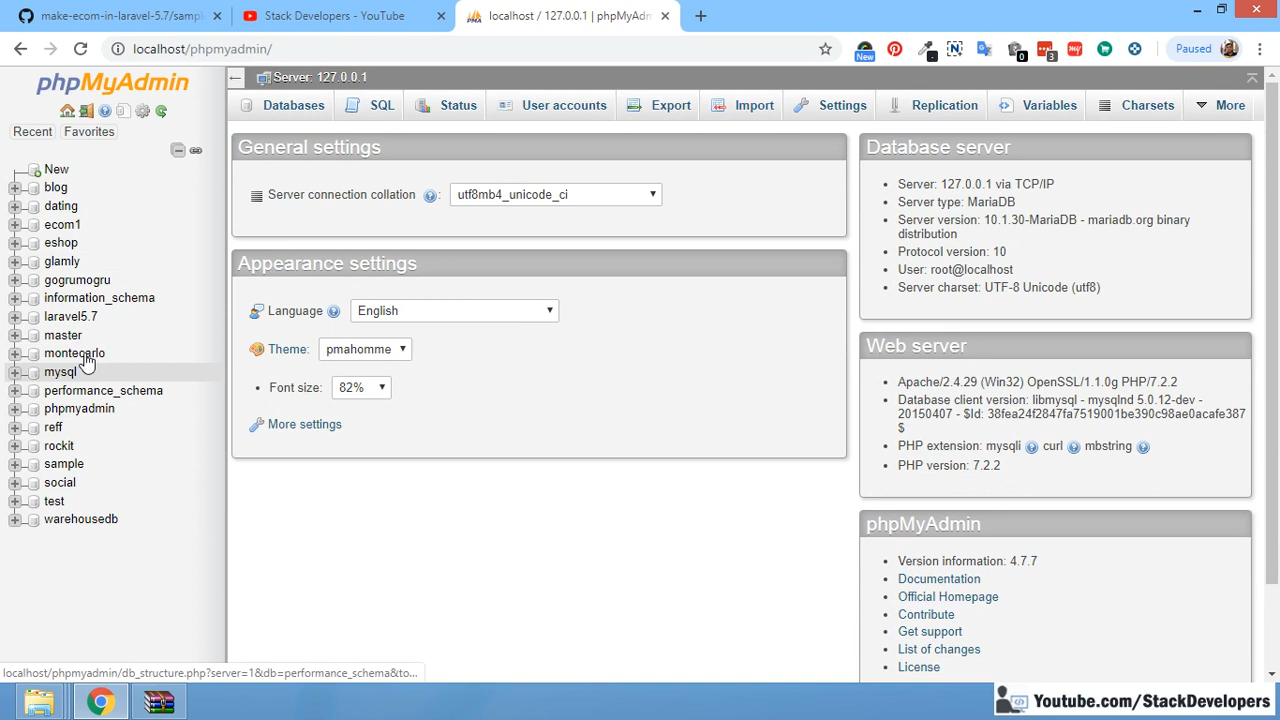 make-ecom-in-laravel-5.7/sampl
Stack Developers - YouTube
localhost / 127.0.0.1 | phpMyAdm
localhost/phpmyadmin/
New
0
3
Paused
phpMyAdmin
Recent
Favorites
New
blog
dating
ecom1
eshop
glamly
gogrumogru
information_schema
laravel5.7
master
montecarlo
mysql
performance_schema
phpmyadmin
reff
rockit
sample
social
test
warehousedb
Server: 127.0.0.1
Databases
SQL
Status
User accounts
Export
Import
Settings
Replication
Variables
Charsets
More
General settings
Server connection collation :
utf8mb4_unicode_ci
Appearance settings
Language
English
Theme:
pmahomme
Font size:
82%
More settings
Database server
Server: 127.0.0.1 via TCP/IP
Server type: MariaDB
Server version: 10.1.30-MariaDB - mariadb.org binary
distribution
Protocol version: 10
User: root@localhost
Server charset: UTF-8 Unicode (utf8)
Web server
Apache/2.4.29 (Win32) OpenSSL/1.1.0g PHP/7.2.2
Database client version: libmysql - mysqlnd 5.0.12-dev -
20150407 - $Id: 38fea24f2847fa7519001be390c98ae0acafe387
$
PHP extension: mysqli curl mbstring
PHP version: 7.2.2
phpMyAdmin
Version information: 4.7.7
Documentation
Official Homepage
Contribute
Get support
List of changes
License
localhost/phpmyadmin/db_structure.php?server=1&db=performance_schema&to...
Youtube.com/StackDevelopers